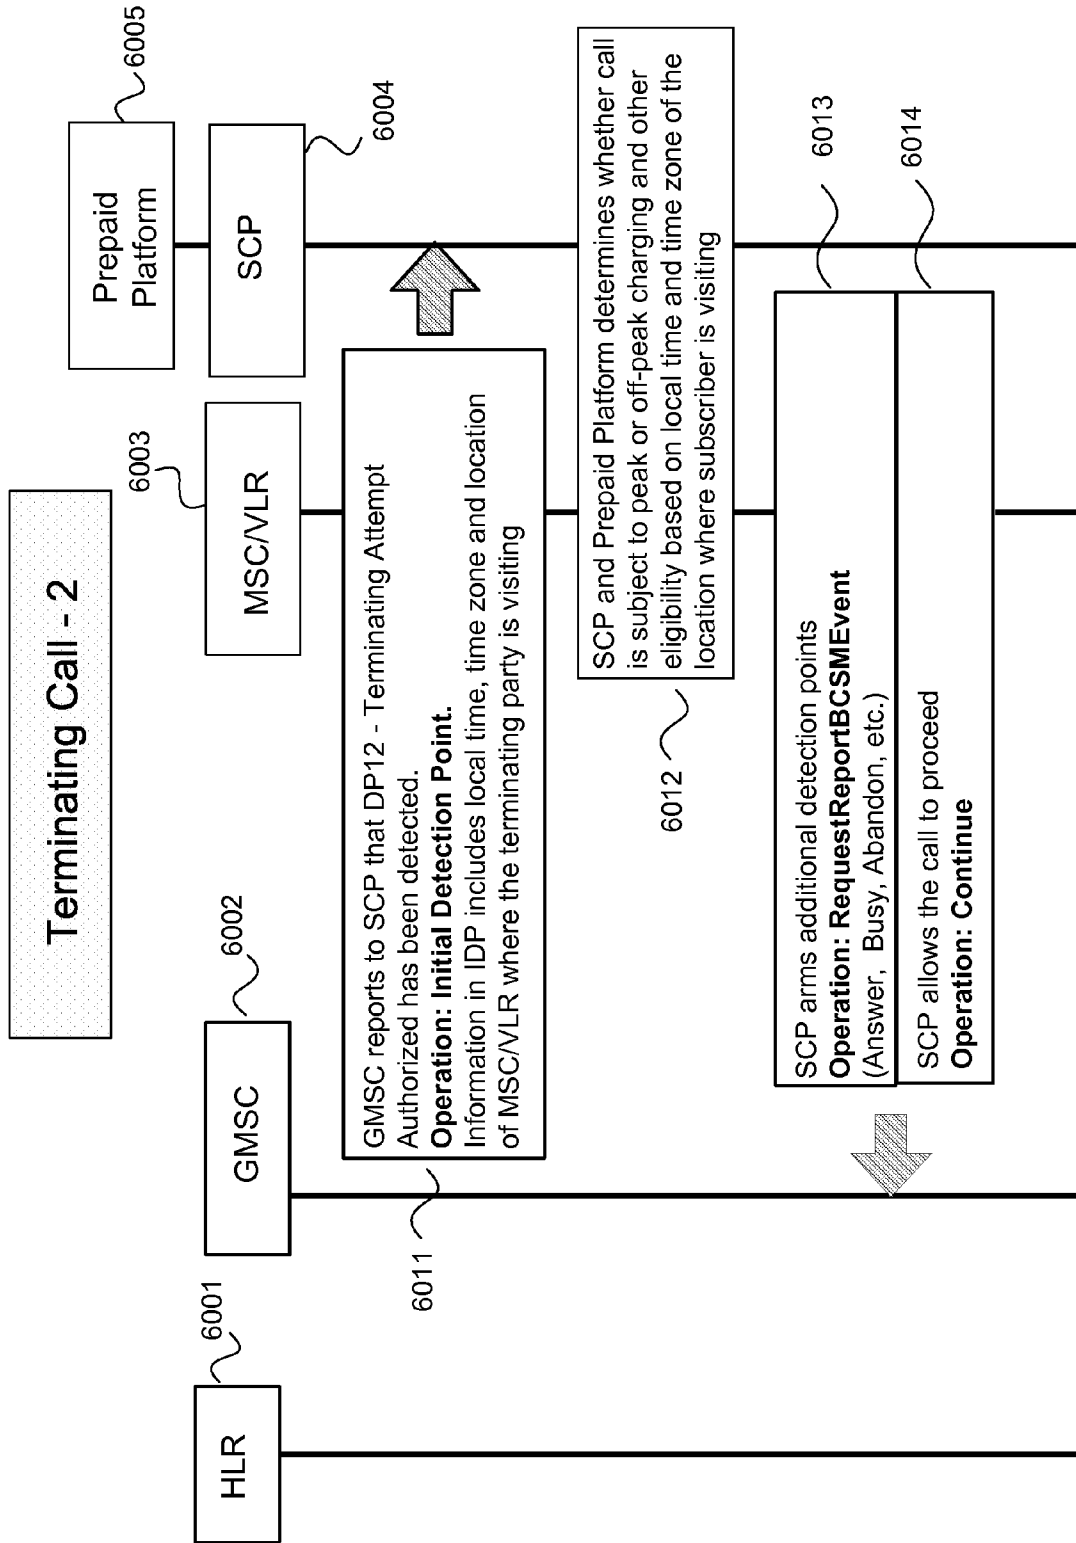 Terminating Call - 2
HLR
6001
GMSC
6002
MSC/VLR
6003
SCP
6004
Prepaid
Platform
6005
GMSC reports to SCP that DP12 - Terminating Attempt
Authorized has been detected.
Operation: Initial Detection Point.
Information in IDP includes local time, time zone and location
of MSC/VLR where the terminating party is visiting
6011
SCP and Prepaid Platform determines whether call
is subject to peak or off-peak charging and other
eligibility based on local time and time zone of the
location where subscriber is visiting
6012
SCP arms additional detection points
Operation: RequestReportBCSMEvent
(Answer, Busy, Abandon, etc.)
6013
SCP allows the call to proceed
Operation: Continue
6014